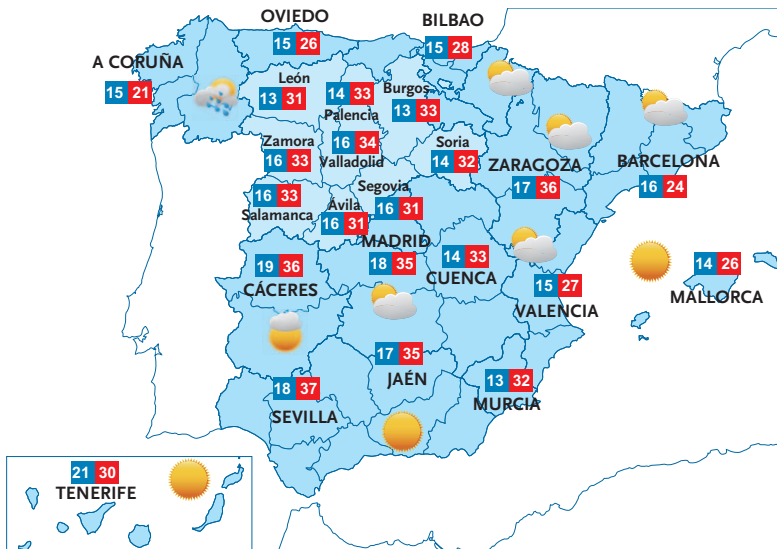 OVIEDO
15 26
BILBAO
15 28
A CORUÑA
15 21
León
13 31
14 33
Palencia
Burgos
13 33
Zamora
16 33
16 34
Valladolid
Soria
14 32
ZARAGOZA
17 36
BARCELONA
16 24
16 33
Salamanca
Ávila
16 31
Segovia
16 31
MADRID
18 35
14 33
CUENCA
19 36
CÁCERES
15 27
VALENCIA
14 26
MALLORCA
17 35
JAÉN
13 32
MURCIA
18 37
SEVILLA
21 30
TENERIFE